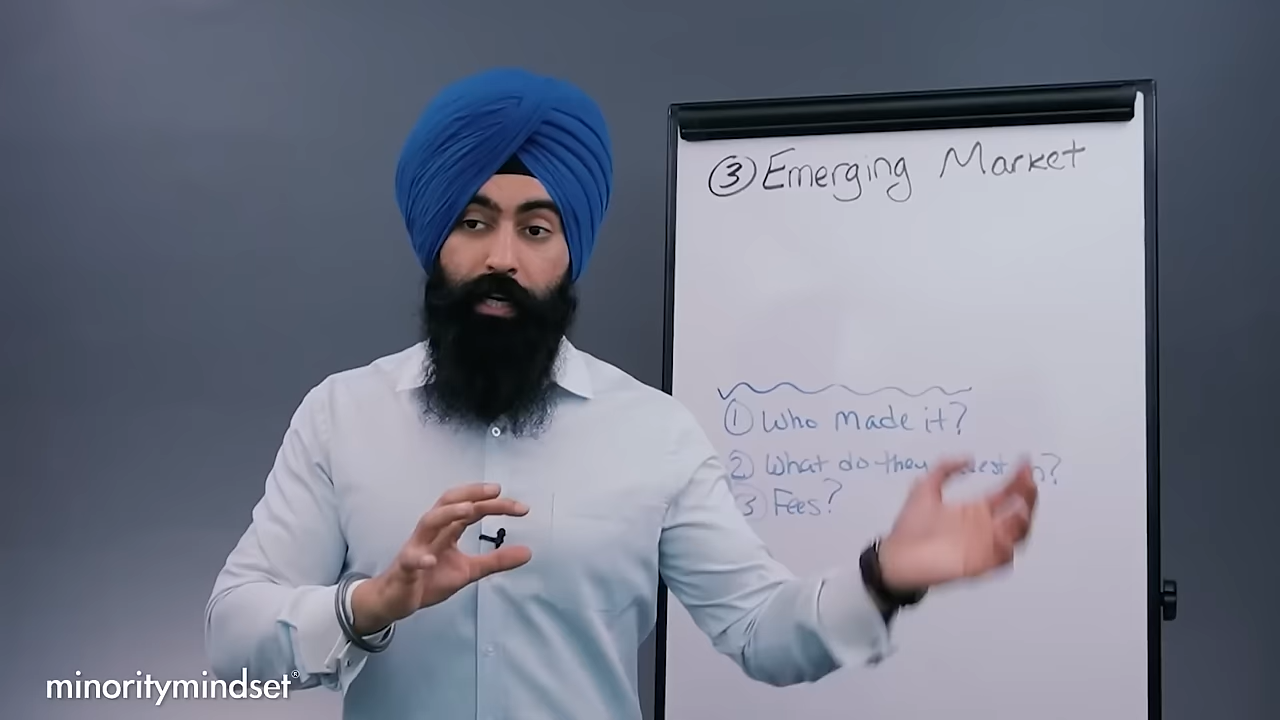 ③ Emerging Market
① Who Made it?
② What do they
③ Fees?
minoritymindset®